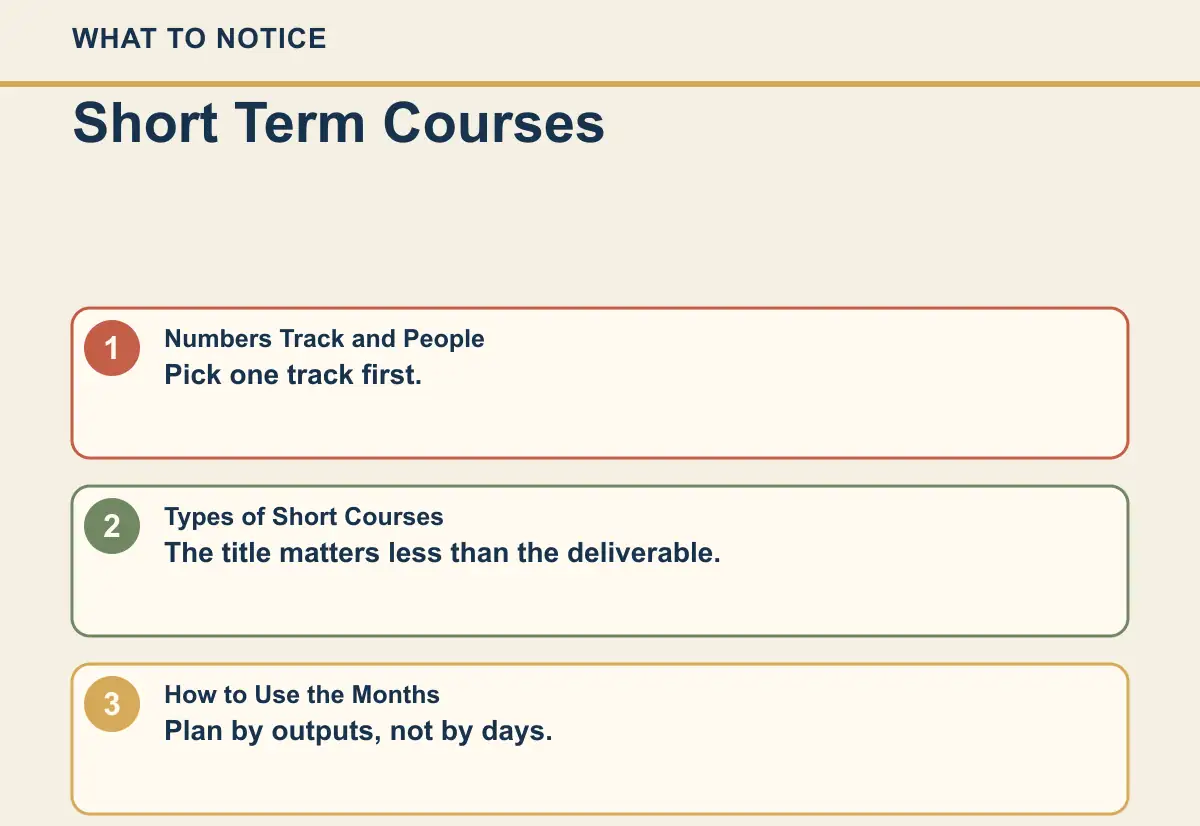 WHAT TO NOTICE
Short Term Courses
1
Numbers Track and People
Pick one track first.
2
Types of Short Courses
The title matters less than the deliverable.
3
How to Use the Months
Plan by outputs, not by days.